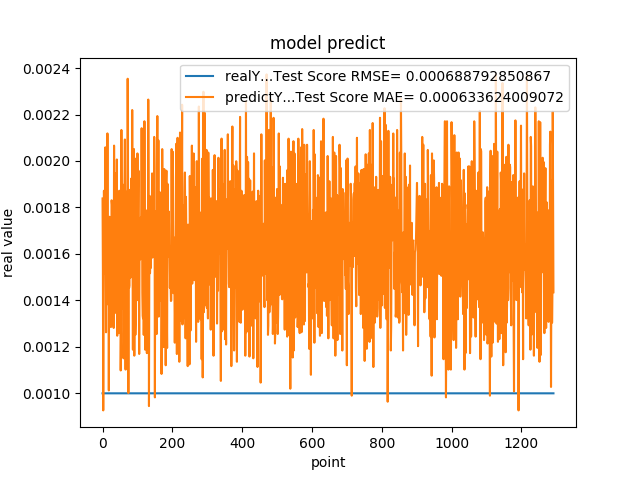 model predict
realY...Test Score RMSE= 0.000688792850867
predictY...Test Score MAE= 0.000633624009072
0.0024
0.0022
0.0020
0.0018
0.0016
0.0014
0.0012
0.0010
real value
0 200 400 600 800 1000 1200
point